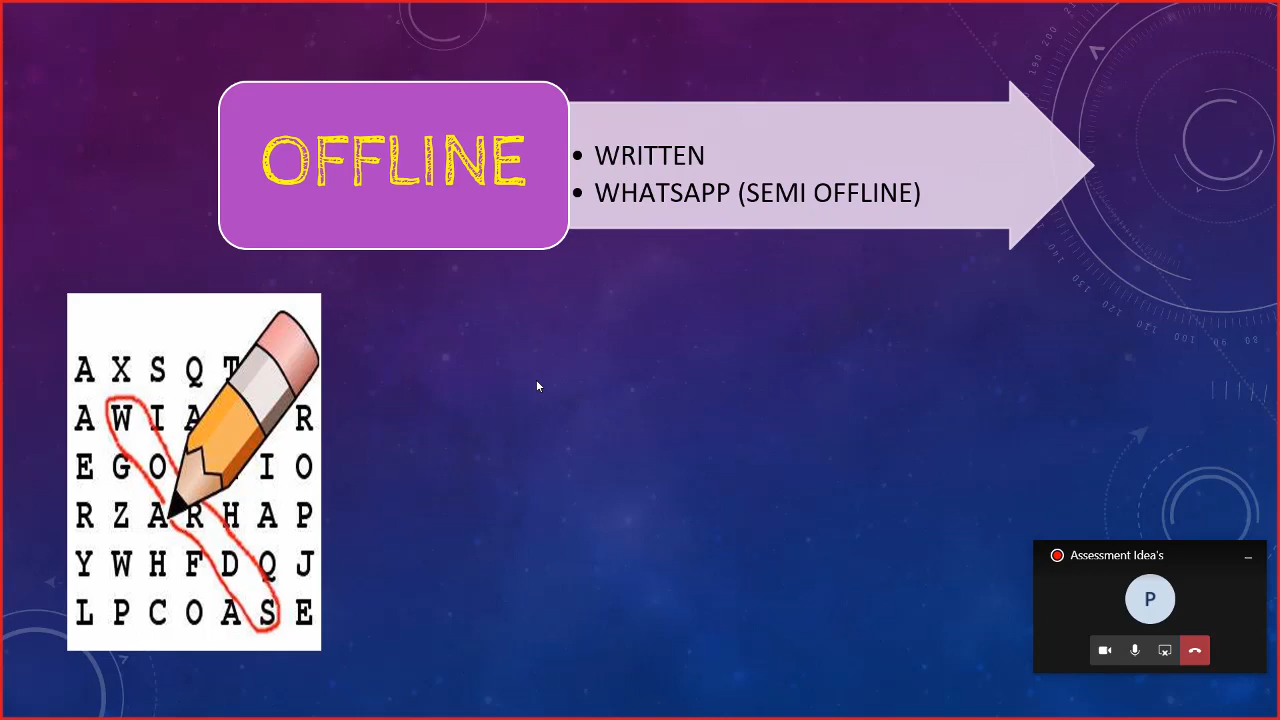 OFFLINE
• WRITTEN
• WHATSAPP (SEMI OFFLINE)
A X S Q T
A W I A R
E G O I O
R Z A R H A P
Y W H F D Q J
L P C O A S E
Assessment Idea's
P